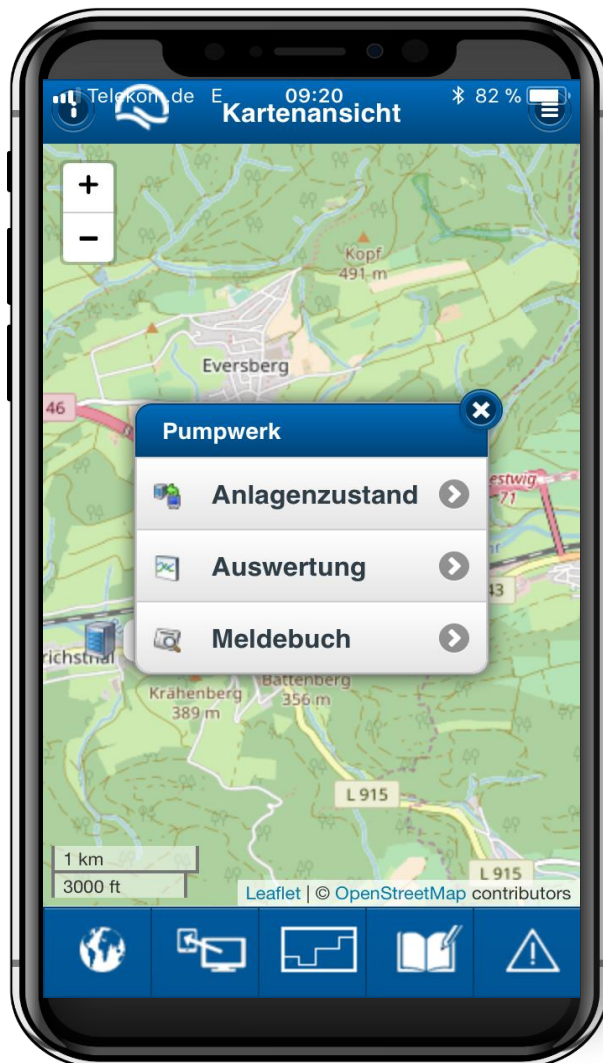 Telekom.de E 09:20 82 %
Kartenansicht
+
−
Kopf
491 m
Eversberg
46
Pumpwerk
Anlagenzustand
estwig
71
Auswertung
43
Meldebuch
richsthal
Krähenberg
389 m
Battenberg
356 m
L 915
1 km
3000 ft
L 915
Leaflet | © OpenStreetMap contributors